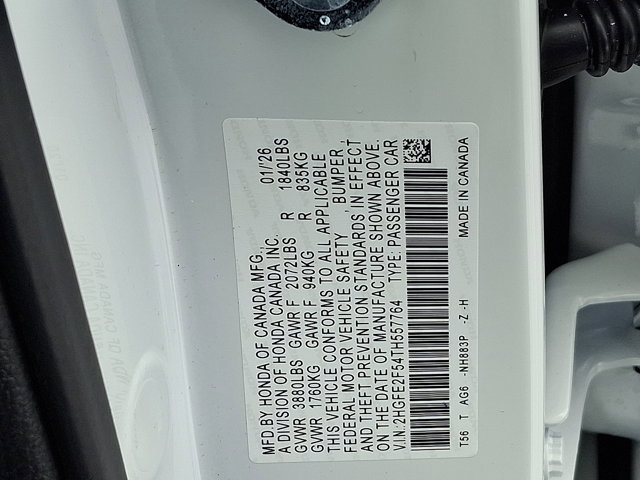 MFD.BY HONDA OF CANADA MFG., 01/'26
A DIVISION OF HONDA CANADA INC.
GVWR 3880LBS GAWR F 2072LBS R 1840LBS
GVWR 1760KG GAWR F 940KG R 835KG
THIS VEHICLE CONFORMS TO ALL APPLICABLE
FEDERAL MOTOR VEHICLE SAFETY , BUMPER ,
AND THEFT PREVENTION STANDARDS IN EFFECT
ON THE DATE OF MANUFACTURE SHOWN ABOVE.
V.IN: 2HGFE2F54TH557764 TYPE: PASSENGER CAR
T56 T AG6 -NH883P -Z -H MADE IN CANADA